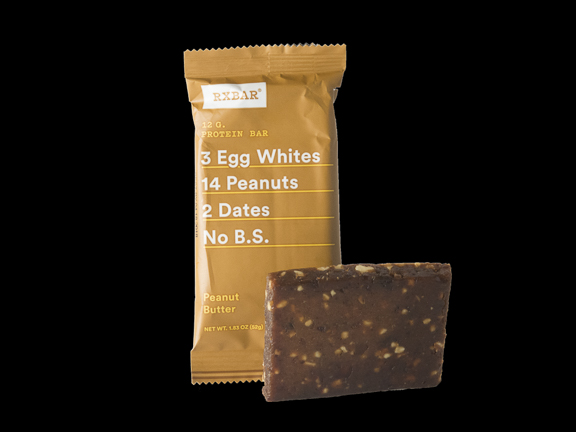 RXBAR®
12 G.
PROTEIN BAR
3 Egg Whites
14 Peanuts
2 Dates
No B.S.
Peanut
Butter
NET WT. 1.83 OZ (52g)